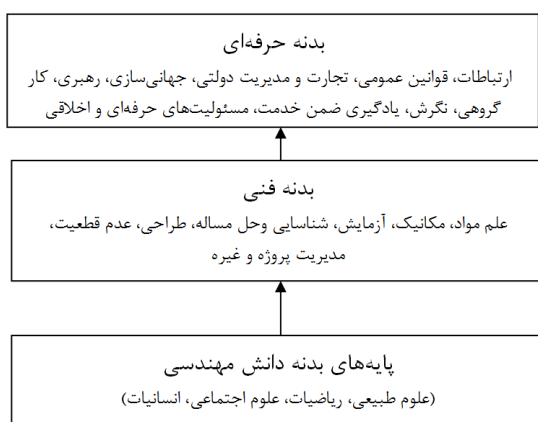 بدنه حرفه‌ای
ارتباطات، قوانین عمومی، تجارت و مدیریت دولتی، جهانی‌سازی، رهبری، کار
گروهی، نگرش، یادگیری ضمن خدمت، مسئولیت‌های حرفه‌ای و اخلاقی
بدنه فنی
علم مواد، مکانیک، آزمایش، شناسایی وحل مساله، طراحی، عدم قطعیت،
مدیریت پروژه و غیره
پایه‌های بدنه دانش مهندسی
(علوم طبیعی، ریاضیات، علوم اجتماعی، انسانیات)